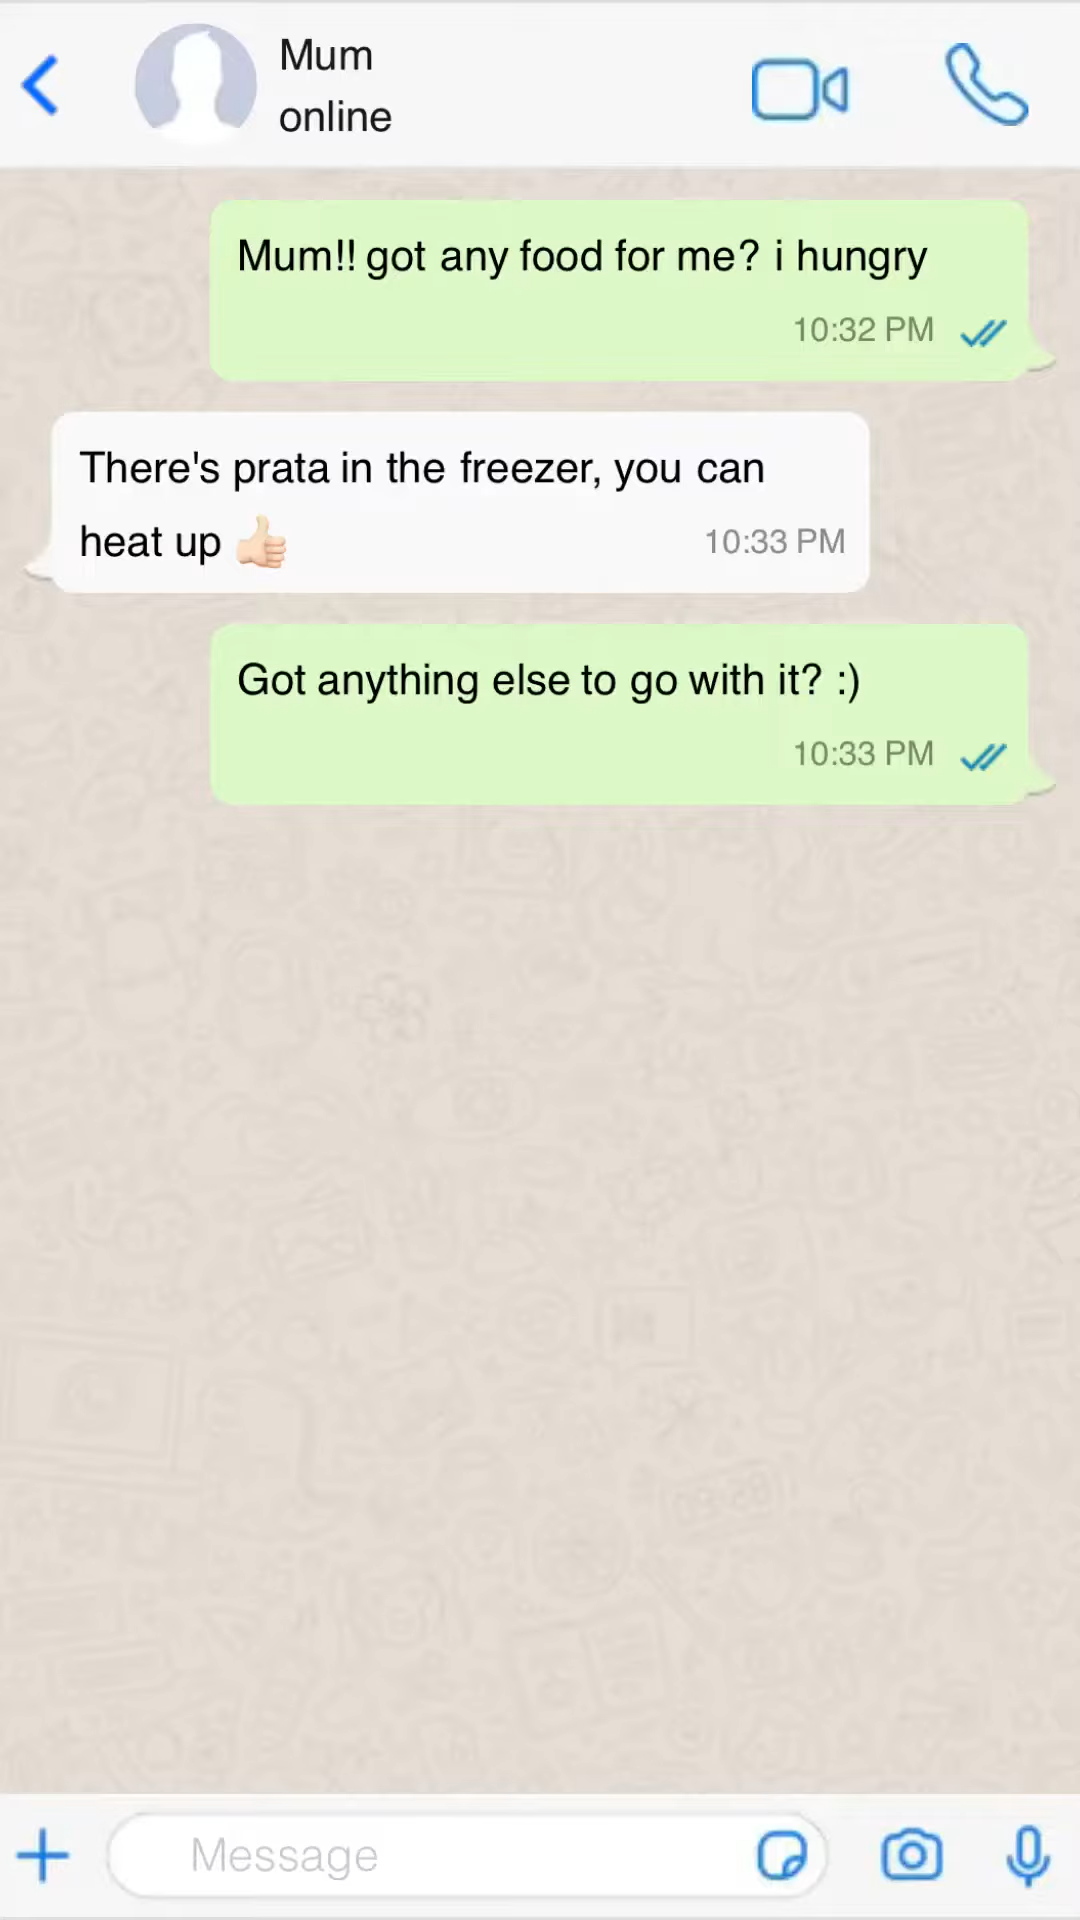 Mum
online
Mum!! got any food for me? i hungry
10:32 PM
There's prata in the freezer, you can
heat up 👍🏻 10:33 PM
Got anything else to go with it? :)
10:33 PM
Message